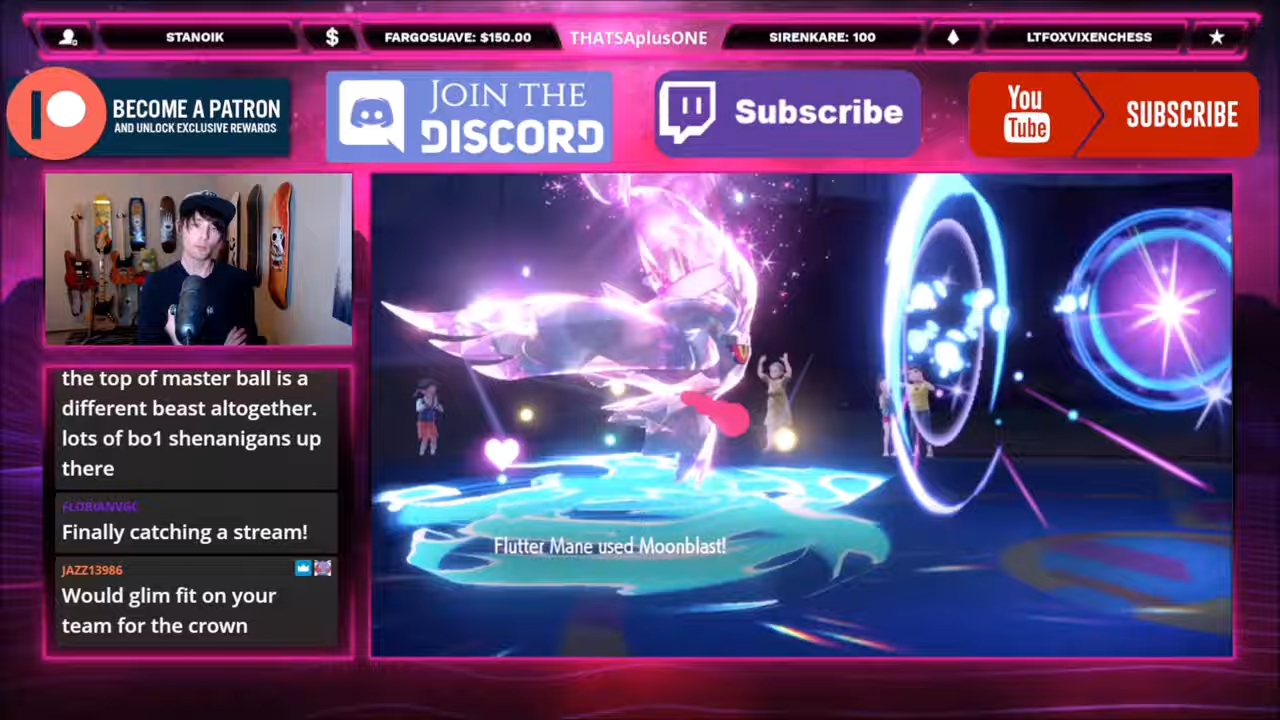 STANOIK
$
FARGOSUAVE: $150.00
THATSAplusONE
SIRENKARE: 100
LTFOXVIXENCHESS
BECOME A PATRON
AND UNLOCK EXCLUSIVE REWARDS
JOIN THE
DISCORD
Subscribe
You
Tube
SUBSCRIBE
the top of master ball is a
different beast altogether.
lots of bo1 shenanigans up
there
FLORIANVGC
Finally catching a stream!
JAZZ13986
Would glim fit on your
team for the crown
Flutter Mane used Moonblast!